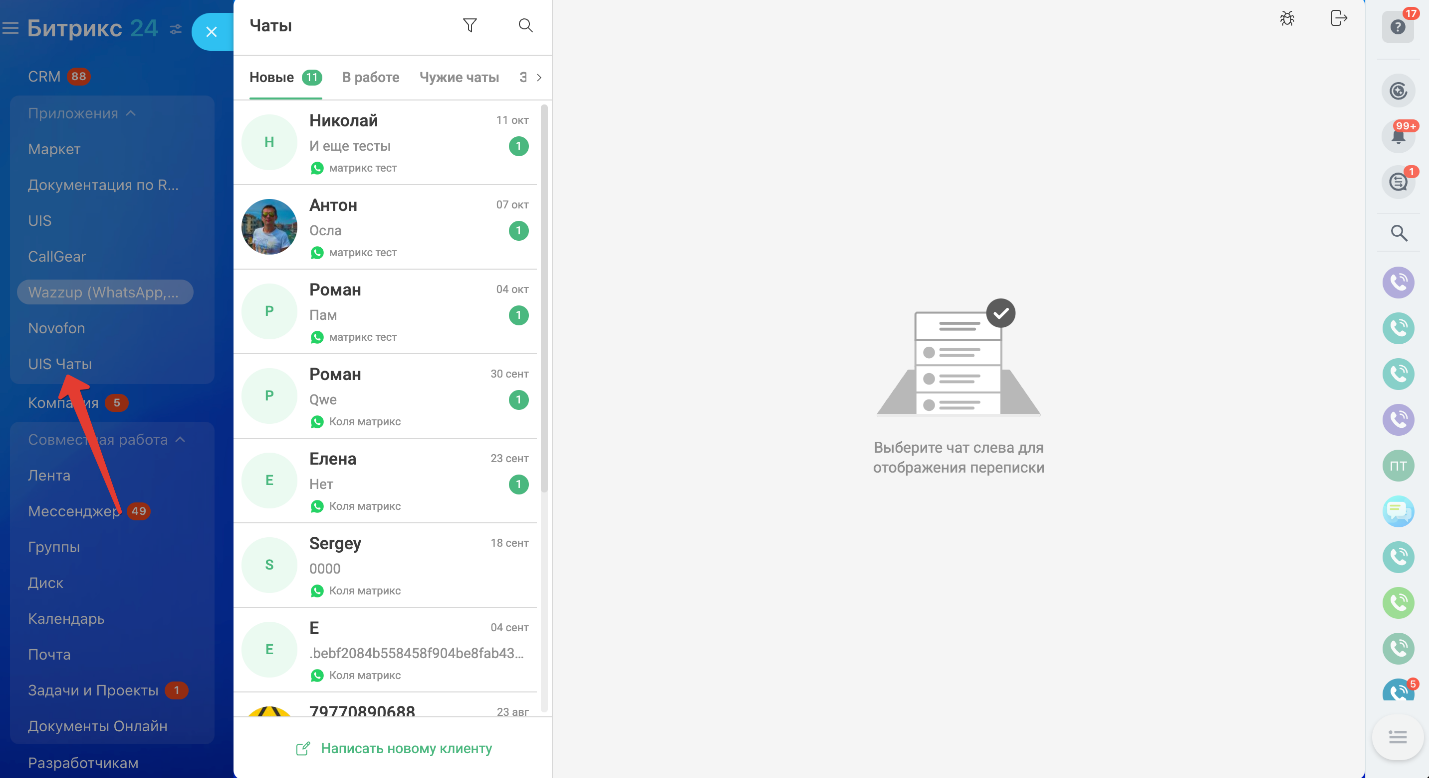 Битрикс 24
CRM 88
Приложения
Маркет
Документация по R...
UIS
CallGear
Wazzup (WhatsApp,...
Novofon
UIS Чаты
Компания 5
Совместная работа
Лента
Мессенджер 49
Группы
Диск
Календарь
Почта
Задачи и Проекты 1
Документы Онлайн
Разработчикам
Чаты
Новые 11 В работе Чужие чаты
Н Николай 11 окт
И еще тесты 1
матрикс тест
Антон 07 окт
Осла 1
матрикс тест
Р Роман 04 окт
Пам 1
матрикс тест
Р Роман 30 сент
Qwe 1
Коля матрикс
Е Елена 23 сент
Нет 1
Коля матрикс
S Sergey 18 сент
0000
Коля матрикс
Е Е 04 сент
.bebf2084b558458f904be8fab43...
Коля матрикс
79770890688 23 авг
Написать новому клиенту
Выберите чат слева для
отображения переписки
? 17
99+
1
ПТ
5